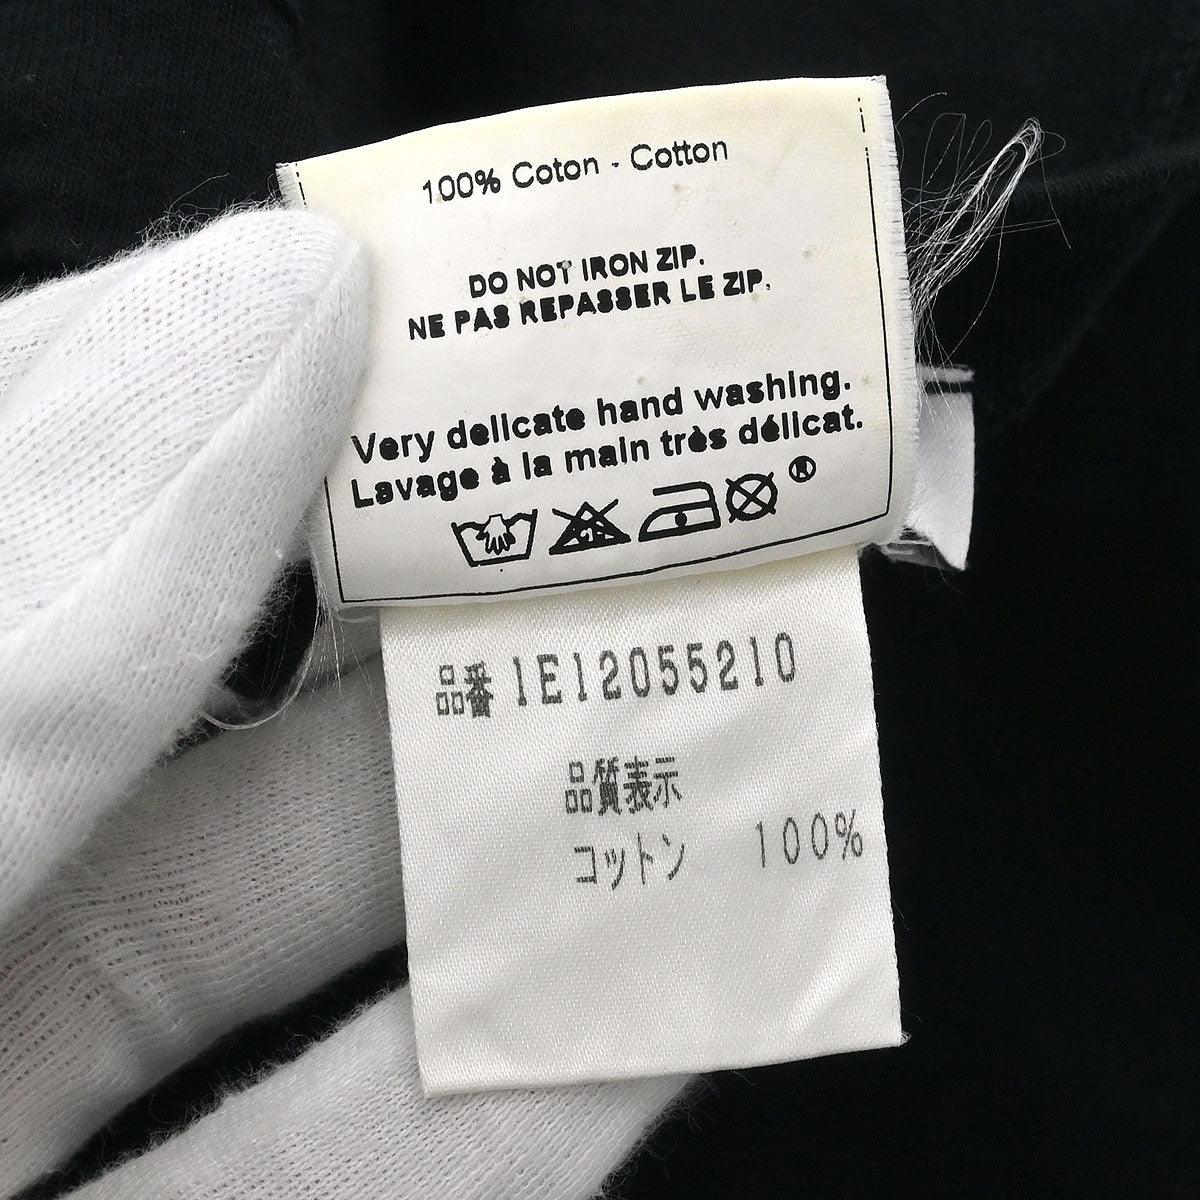 100% Coton - Cotton
DO NOT IRON ZIP.
NE PAS REPASSER LE ZIP.
Very delicate hand washing.
Lavage à la main très délicat.
®
品番 1E12055210
品質表示
コットン 100%